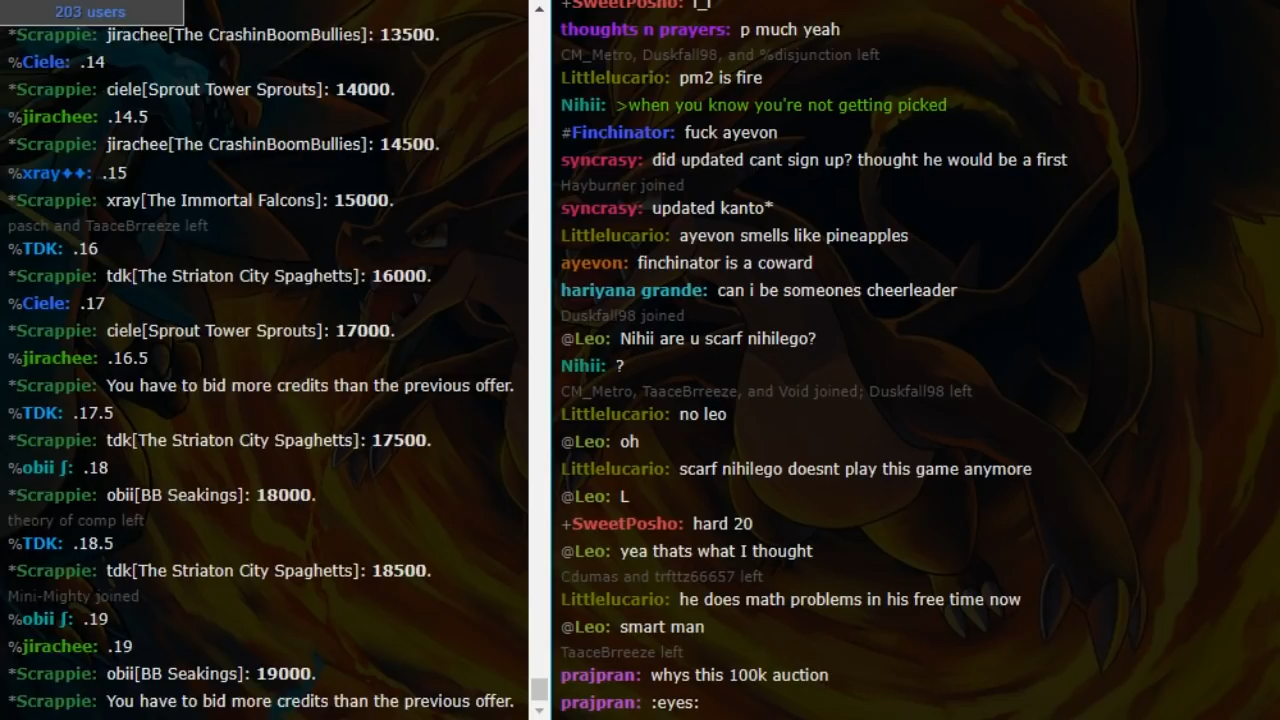 203 users
*Scrappie: jirachee[The CrashinBoomBullies]: 13500.
%Ciele: .14
*Scrappie: ciele[Sprout Tower Sprouts]: 14000.
%jirachee: .14.5
*Scrappie: jirachee[The CrashinBoomBullies]: 14500.
%xray✦✦: .15
*Scrappie: xray[The Immortal Falcons]: 15000.
pasch and TaaceBrreeze left
%TDK: .16
*Scrappie: tdk[The Striaton City Spaghetts]: 16000.
%Ciele: .17
*Scrappie: ciele[Sprout Tower Sprouts]: 17000.
%jirachee: .16.5
*Scrappie: You have to bid more credits than the previous offer.
%TDK: .17.5
*Scrappie: tdk[The Striaton City Spaghetts]: 17500.
%obii ∫: .18
*Scrappie: obii[BB Seakings]: 18000.
theory of comp left
%TDK: .18.5
*Scrappie: tdk[The Striaton City Spaghetts]: 18500.
Mini-Mighty joined
%obii ∫: .19
%jirachee: .19
*Scrappie: obii[BB Seakings]: 19000.
*Scrappie: You have to bid more credits than the previous offer.
+SweetPosho: T_T
thoughts n prayers: p much yeah
CM_Metro, Duskfall98, and %disjunction left
Littlelucario: pm2 is fire
Nihii: >when you know you're not getting picked
#Finchinator: fuck ayevon
syncrasy: did updated cant sign up? thought he would be a first
Hayburner joined
syncrasy: updated kanto*
Littlelucario: ayevon smells like pineapples
ayevon: finchinator is a coward
hariyana grande: can i be someones cheerleader
Duskfall98 joined
@Leo: Nihii are u scarf nihilego?
Nihii: ?
CM_Metro, TaaceBrreeze, and Void joined; Duskfall98 left
Littlelucario: no leo
@Leo: oh
Littlelucario: scarf nihilego doesnt play this game anymore
@Leo: L
+SweetPosho: hard 20
@Leo: yea thats what I thought
Cdumas and trfttz66657 left
Littlelucario: he does math problems in his free time now
@Leo: smart man
TaaceBrreeze left
prajpran: whys this 100k auction
prajpran: :eyes: